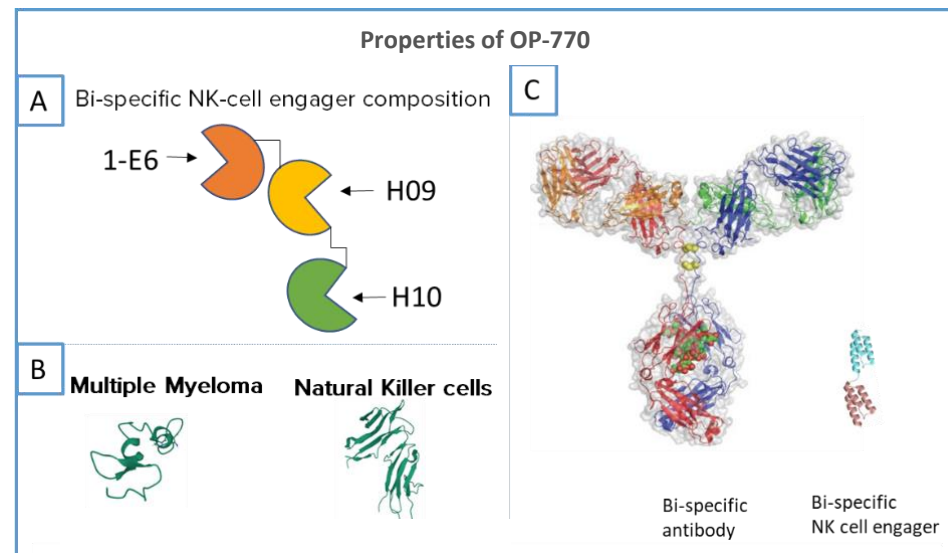 Properties of OP-770
A
Bi-specific NK-cell engager composition
1-E6
H09
H10
B
Multiple Myeloma
Natural Killer cells
C
Bi-specific
antibody
Bi-specific
NK cell engager